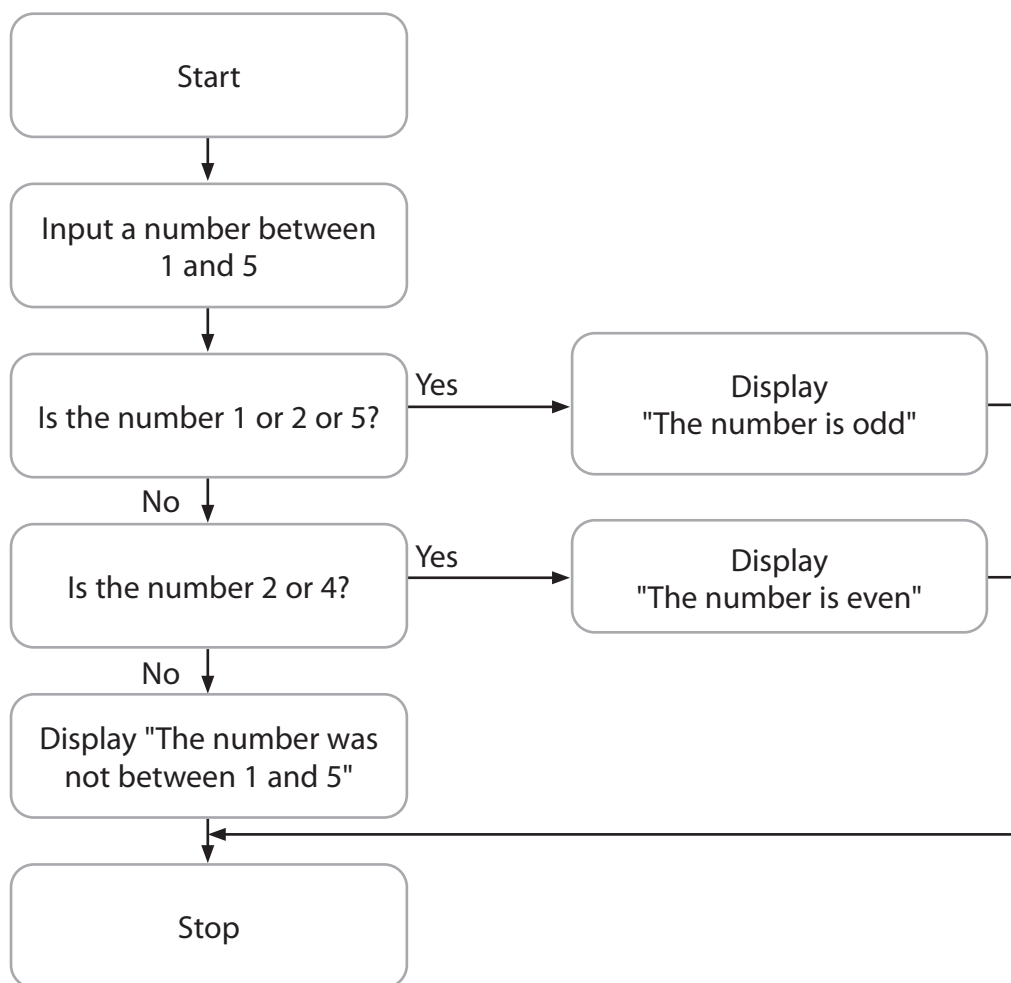 Start
Input a number between
1 and 5
Is the number 1 or 2 or 5?
Yes
Display
"The number is odd"
No
Is the number 2 or 4?
Yes
Display
"The number is even"
No
Display "The number was
not between 1 and 5"
Stop